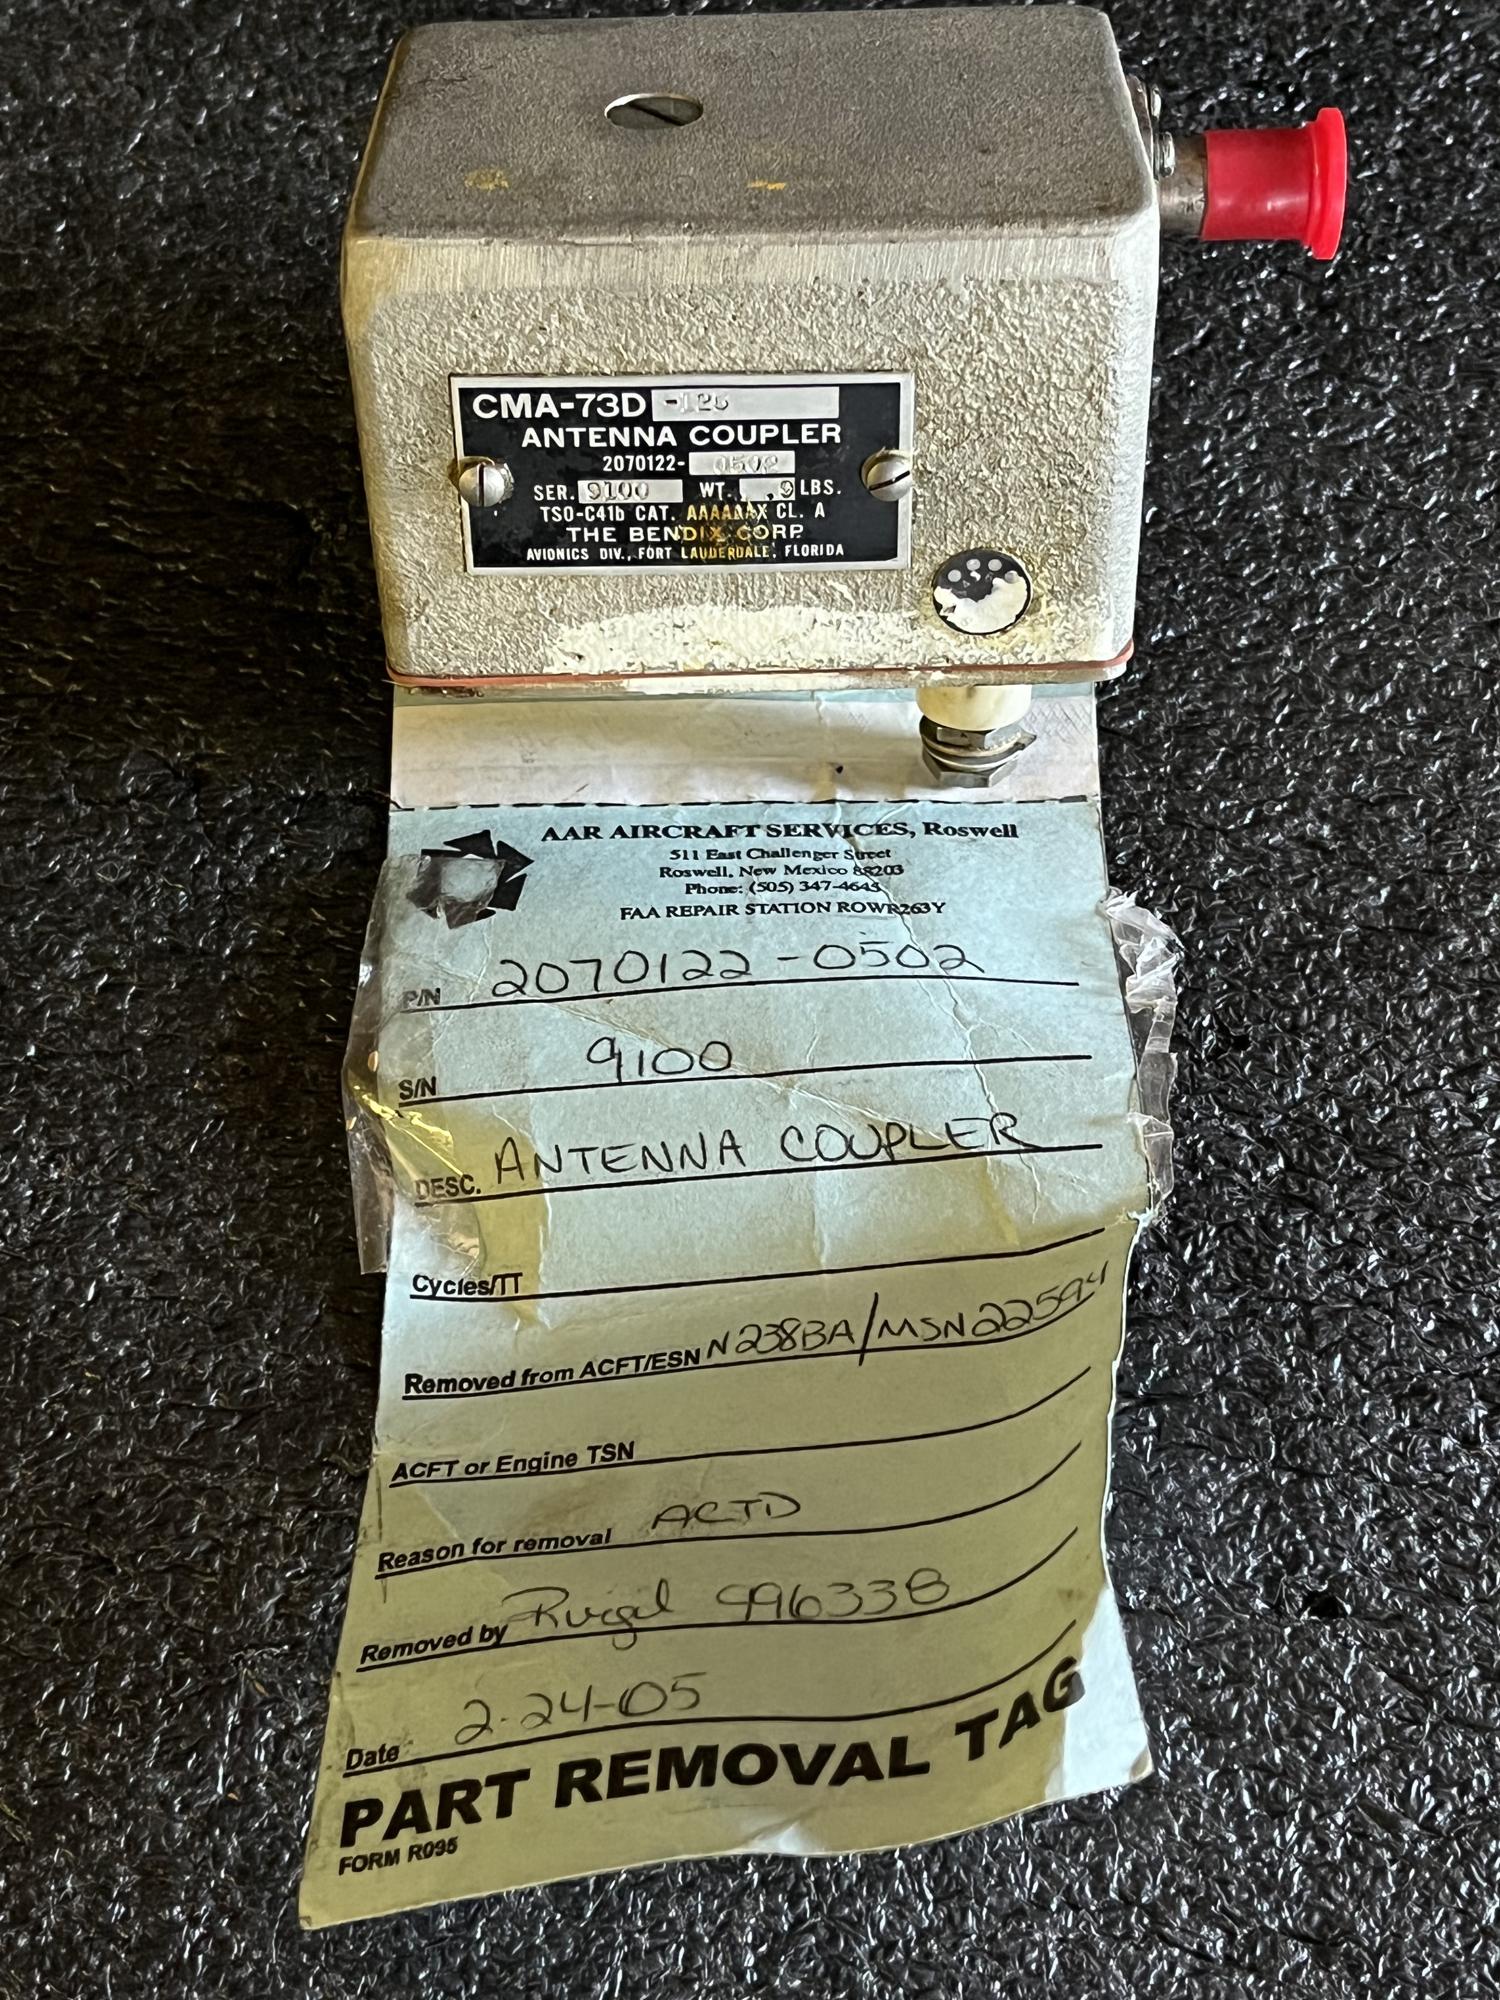 CMA-73D -126
ANTENNA COUPLER
2070122- 0502
SER. 9100 WT. .9 LBS.
TSO-C41b CAT. AAAAAAX CL. A
THE BENDIX CORP.
AVIONICS DIV., FORT LAUDERDALE, FLORIDA
AAR AIRCRAFT SERVICES, Roswell
511 East Challenger Street
Roswell, New Mexico 88203
Phone: (505) 347-4645
FAA REPAIR STATION ROWR263Y
P/N 2070122-0502
S/N 9100
DESC. ANTENNA COUPLER
Cycles/TT
Removed from ACFT/ESN N238BA/MSN22594
ACFT or Engine TSN
Reason for removal ACTD
Removed by 99633B
Date 2-24-05
PART REMOVAL TAG
FORM R095